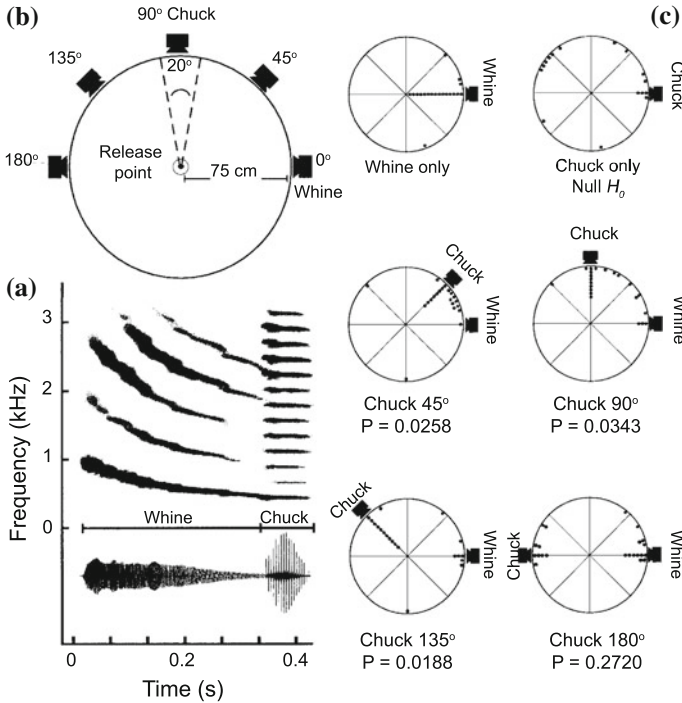 (b)
90° Chuck
135°
45°
20°
180°
0°
Release
point
75 cm
Whine
(a)
3
2
1
0
Frequency (kHz)
Whine
Chuck
0
0.2
0.4
Time (s)
(c)
Whine
Whine only
Chuck
Chuck only
Null H₀
Chuck
Whine
Chuck 45°
P = 0.0258
Chuck
Whine
Chuck 90°
P = 0.0343
Chuck
Whine
Chuck 135°
P = 0.0188
Chuck
Whine
Chuck 180°
P = 0.2720